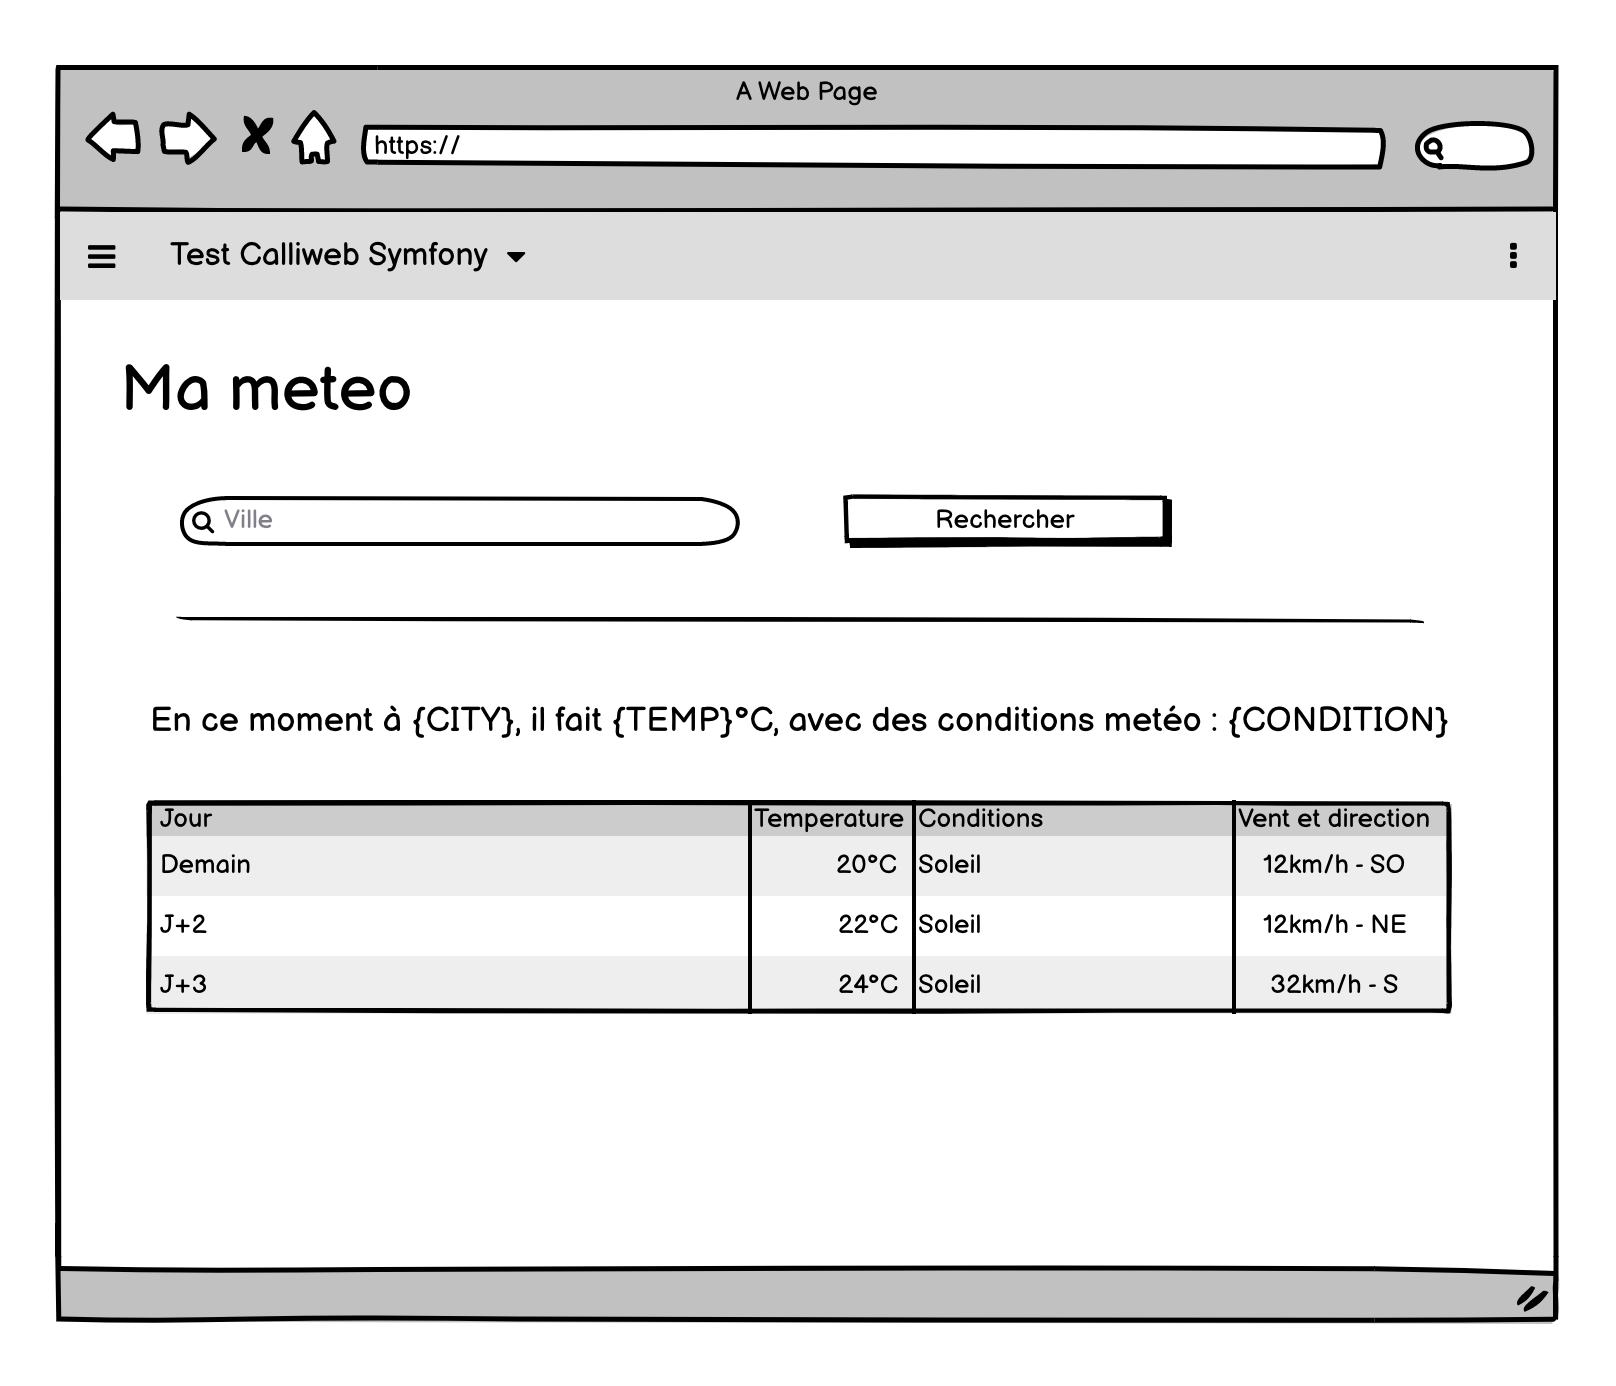 A Web Page
https://
Test Calliweb Symfony
Ma meteo
Ville
Rechercher
En ce moment à {CITY}, il fait {TEMP}°C, avec des conditions metéo : {CONDITION}
Jour Temperature Conditions Vent et direction
Demain 20°C Soleil 12km/h - SO
J+2 22°C Soleil 12km/h - NE
J+3 24°C Soleil 32km/h - S